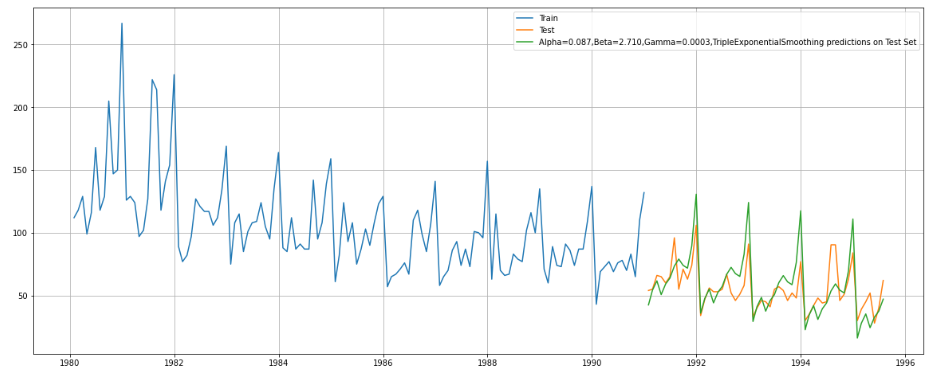 Train
Test
Alpha=0.087,Beta=2.710,Gamma=0.0003,TripleExponentialSmoothing predictions on Test Set
250
200
150
100
50
1980 1982 1984 1986 1988 1990 1992 1994 1996